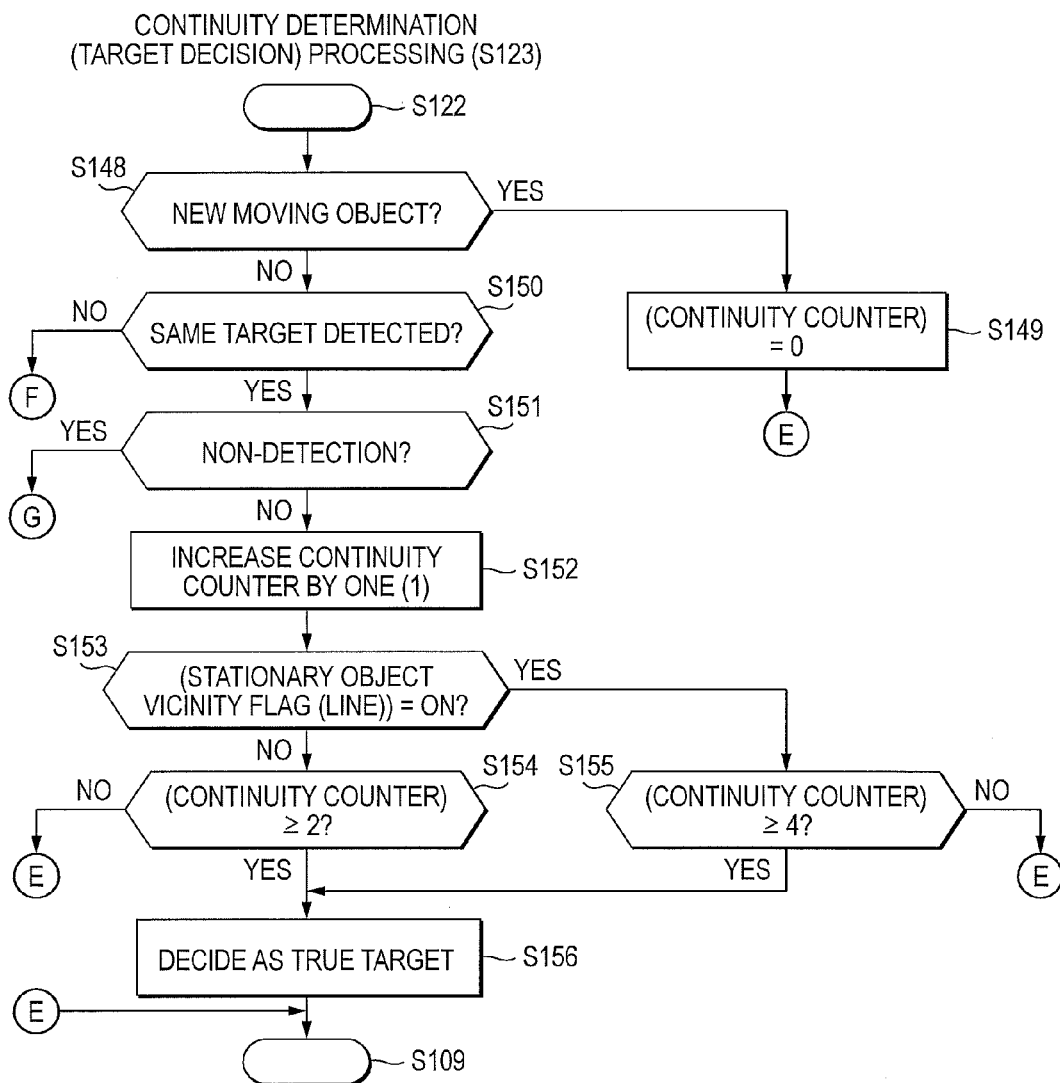 CONTINUITY DETERMINATION
(TARGET DECISION) PROCESSING (S123)
S122
S148
NEW MOVING OBJECT?
YES
NO
S150
NO
SAME TARGET DETECTED?
(CONTINUITY COUNTER)
= 0
S149
F
YES
E
S151
YES
NON-DETECTION?
G
NO
INCREASE CONTINUITY
COUNTER BY ONE (1)
S152
S153
(STATIONARY OBJECT
VICINITY FLAG (LINE)) = ON?
YES
NO
S154
NO
(CONTINUITY COUNTER)
≥ 2?
S155
(CONTINUITY COUNTER)
≥ 4?
NO
E
YES
YES
E
DECIDE AS TRUE TARGET
S156
E
S109